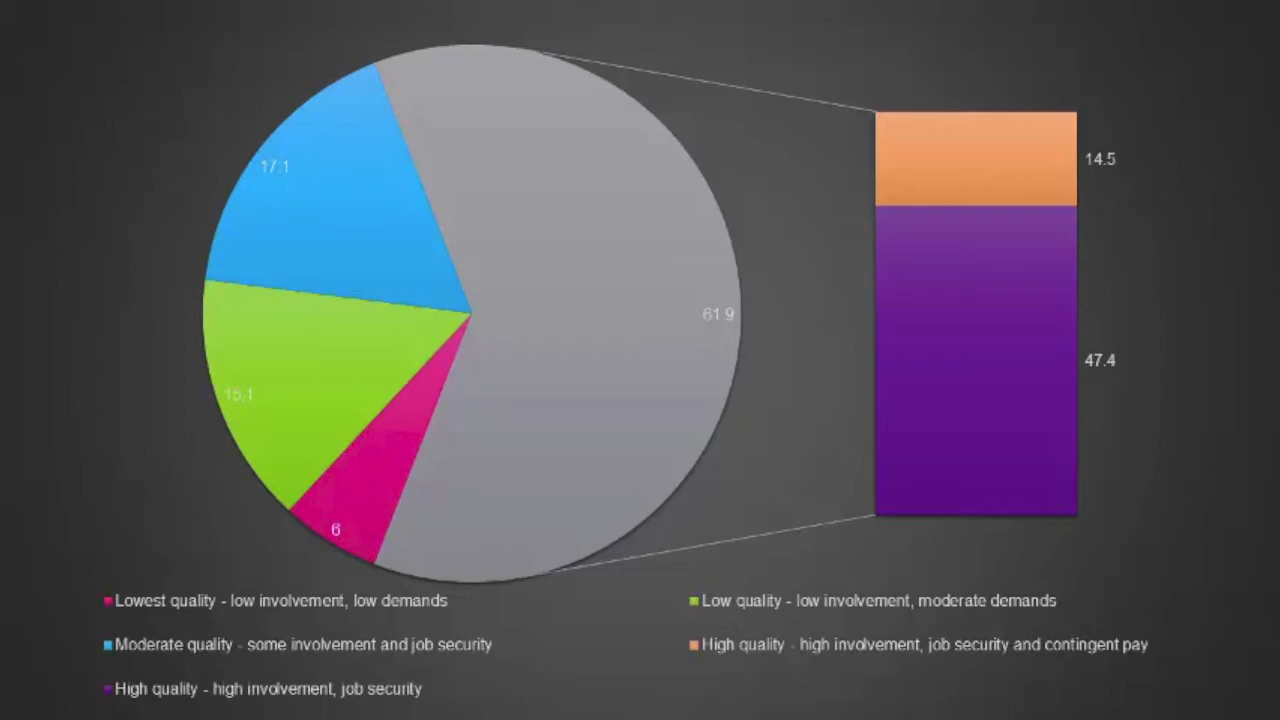 17.1
14.5
61.9
47.4
15.1
6
Lowest quality - low involvement, low demands
Low quality - low involvement, moderate demands
Moderate quality - some involvement and job security
High quality - high involvement, job security and contingent pay
High quality - high involvement, job security